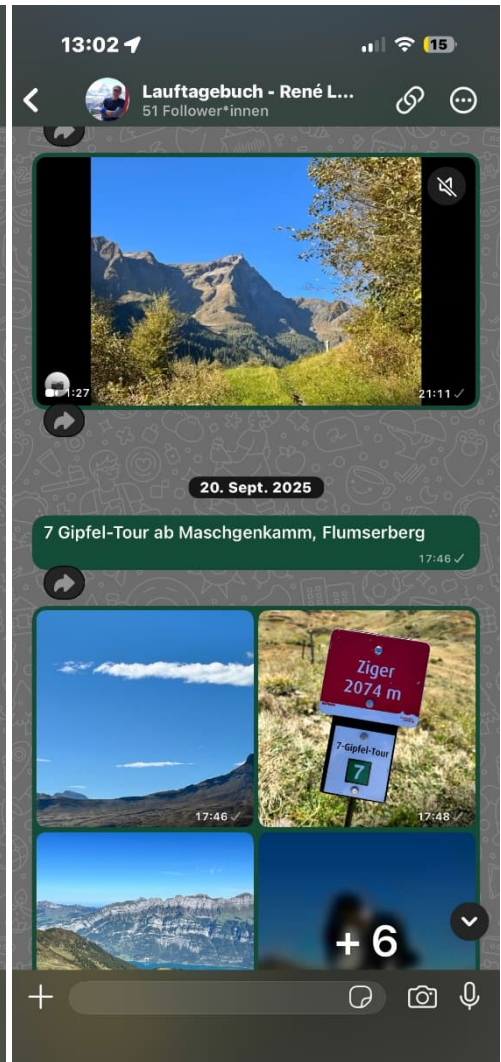 13:02
15
Lauftagebuch - René L...
51 Follower*innen
1:27
21:11
20. Sept. 2025
7 Gipfel-Tour ab Maschgenkamm, Flumserberg
17:46
Ziger
2074 m
7-Gipfel-Tour
7
17:46
17:48
+ 6